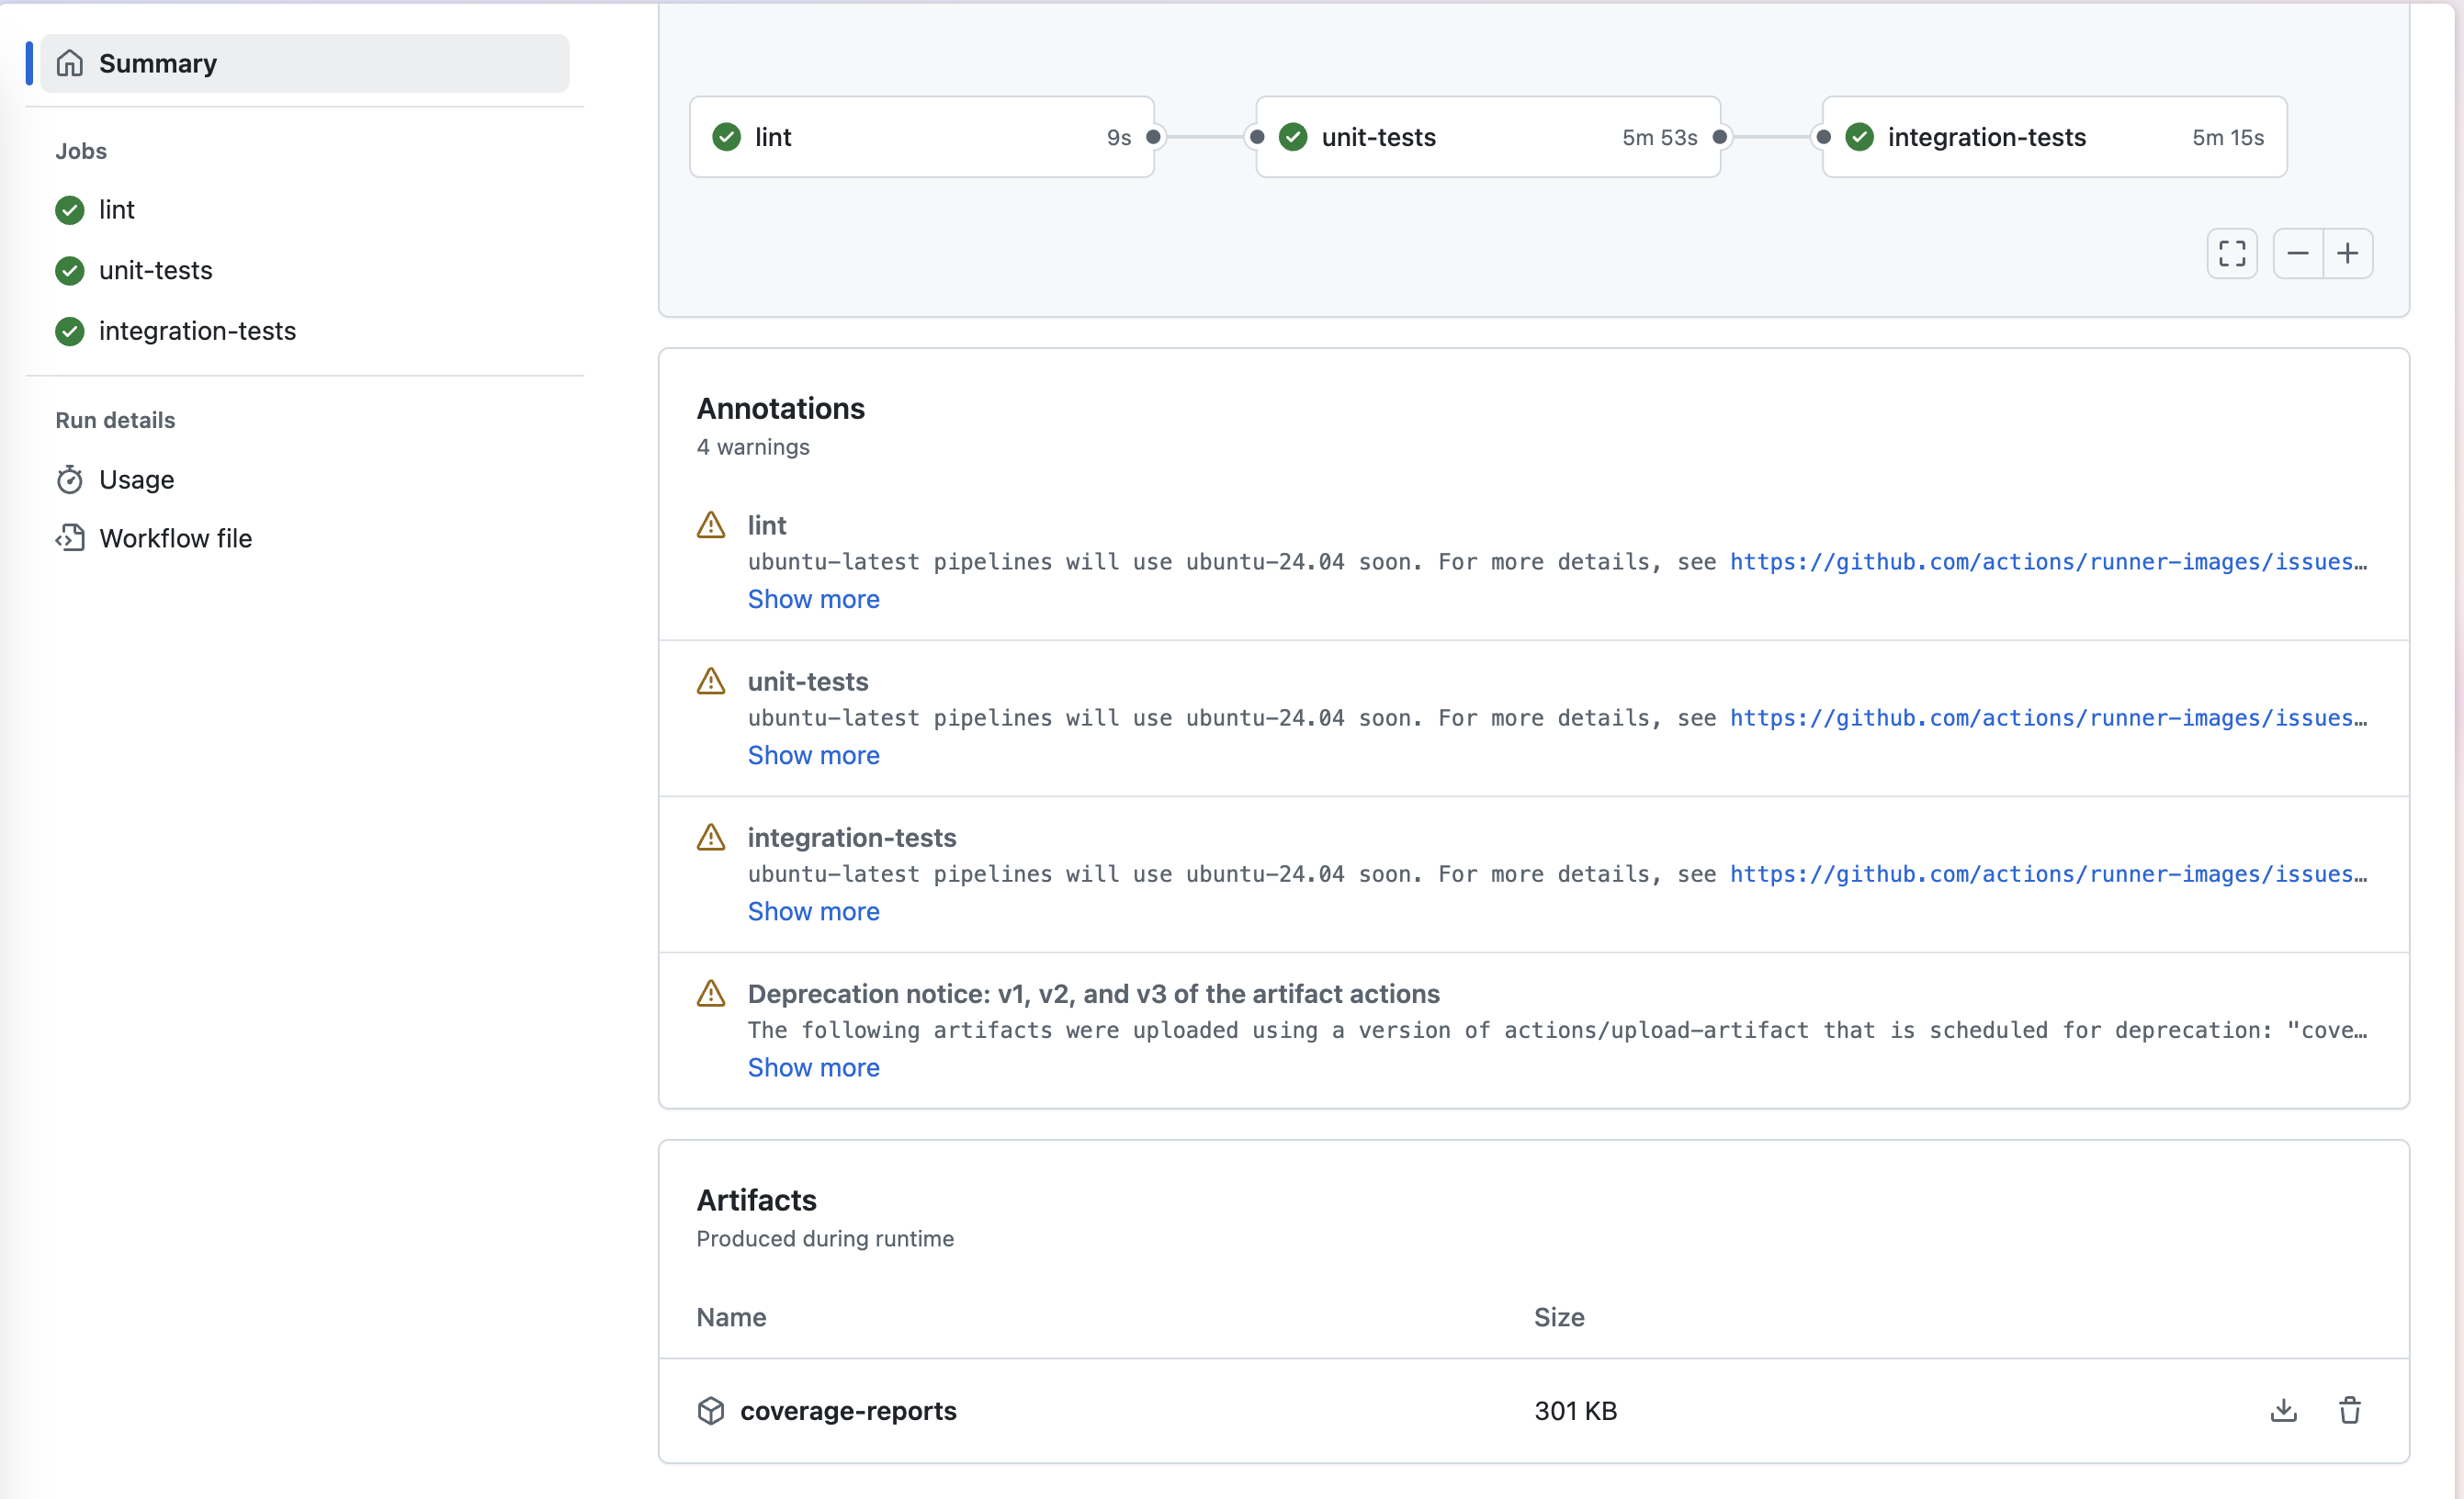 Summary
Jobs
lint
unit-tests
integration-tests
Run details
Usage
Workflow file
lint 9s
unit-tests 5m 53s
integration-tests 5m 15s
Annotations
4 warnings
lint
ubuntu-latest pipelines will use ubuntu-24.04 soon. For more details, see https://github.com/actions/runner-images/issues…
Show more
unit-tests
ubuntu-latest pipelines will use ubuntu-24.04 soon. For more details, see https://github.com/actions/runner-images/issues…
Show more
integration-tests
ubuntu-latest pipelines will use ubuntu-24.04 soon. For more details, see https://github.com/actions/runner-images/issues…
Show more
Deprecation notice: v1, v2, and v3 of the artifact actions
The following artifacts were uploaded using a version of actions/upload-artifact that is scheduled for deprecation: "cove…
Show more
Artifacts
Produced during runtime
Name Size
coverage-reports 301 KB